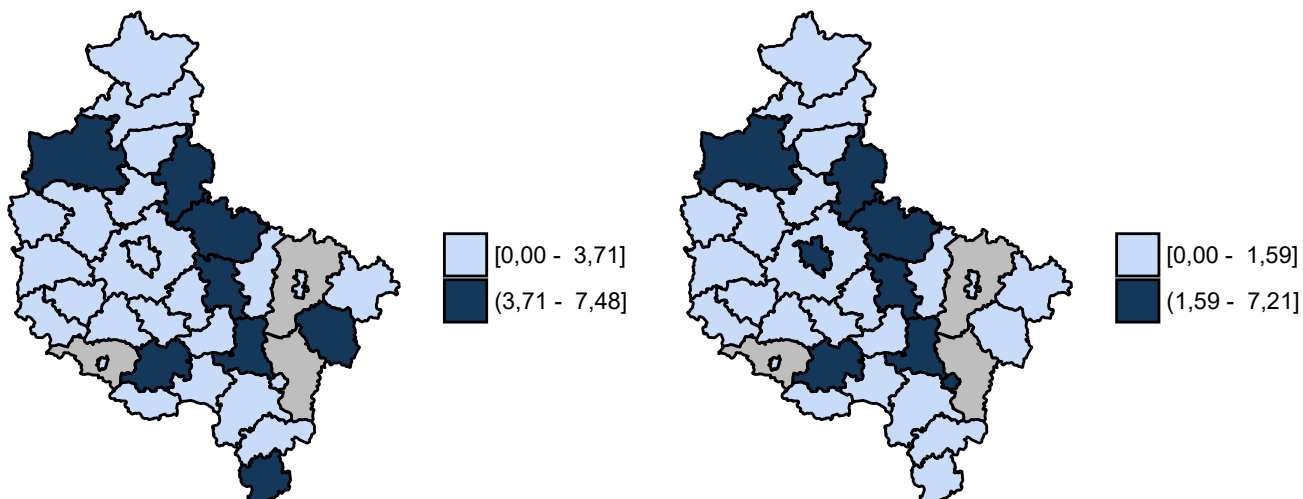 [0,00 -  3,71]
(3,71 -  7,48]
[0,00 -  1,59]
(1,59 -  7,21]